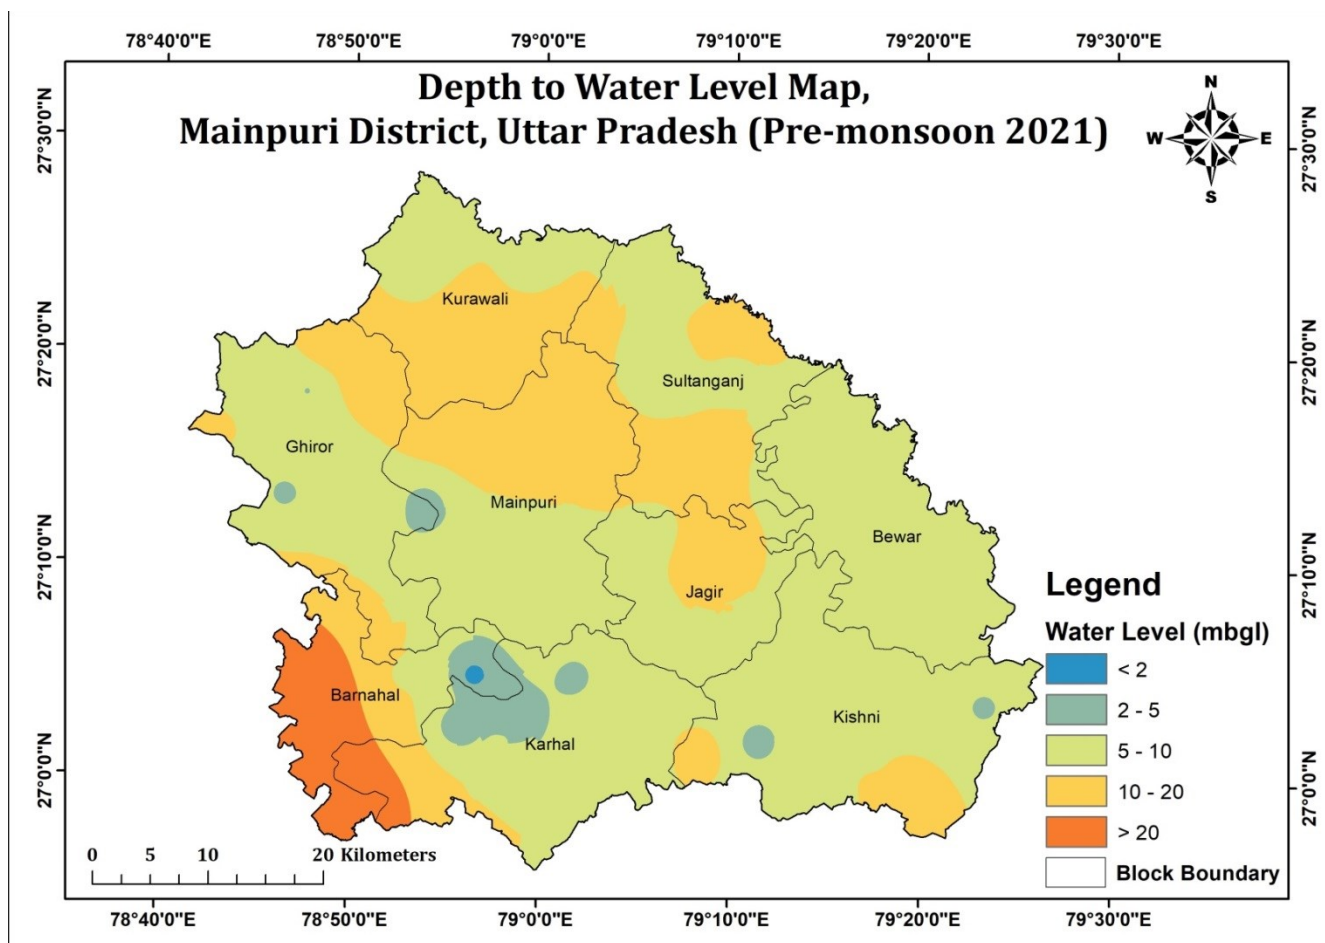 78°40'0"E 78°50'0"E 79°0'0"E 79°10'0"E 79°20'0"E 79°30'0"E
Depth to Water Level Map,
Mainpuri District, Uttar Pradesh (Pre-monsoon 2021)
N
W E
S
27°30'0"N 27°30'0"N
Kurawali
27°20'0"N 27°20'0"N
Sultanganj
Ghiror
Mainpuri
Bewar
27°10'0"N 27°10'0"N
Jagir
Barnahal
Kishni
Karhal
27°0'0"N 27°0'0"N
Legend
Water Level (mbgl)
< 2
2 - 5
5 - 10
10 - 20
> 20
Block Boundary
0 5 10 20 Kilometers
78°40'0"E 78°50'0"E 79°0'0"E 79°10'0"E 79°20'0"E 79°30'0"E